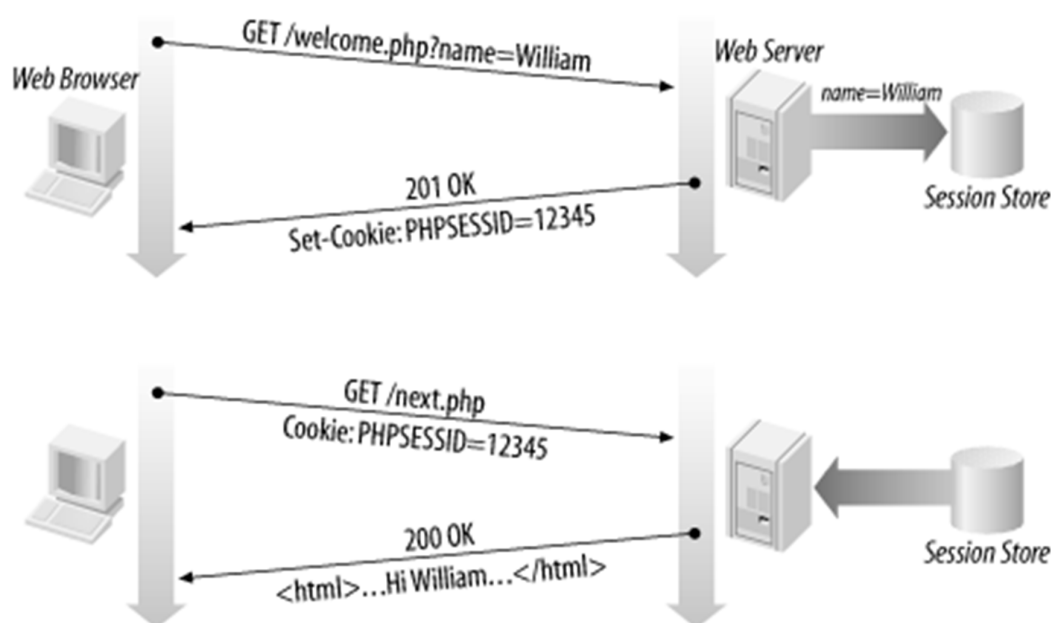 GET /welcome.php?name=William
Web Browser
Web Server
name=William
Session Store
201 OK
Set-Cookie: PHPSESSID=12345
GET /next.php
Cookie: PHPSESSID=12345
200 OK
<html>...Hi William...</html>
Session Store